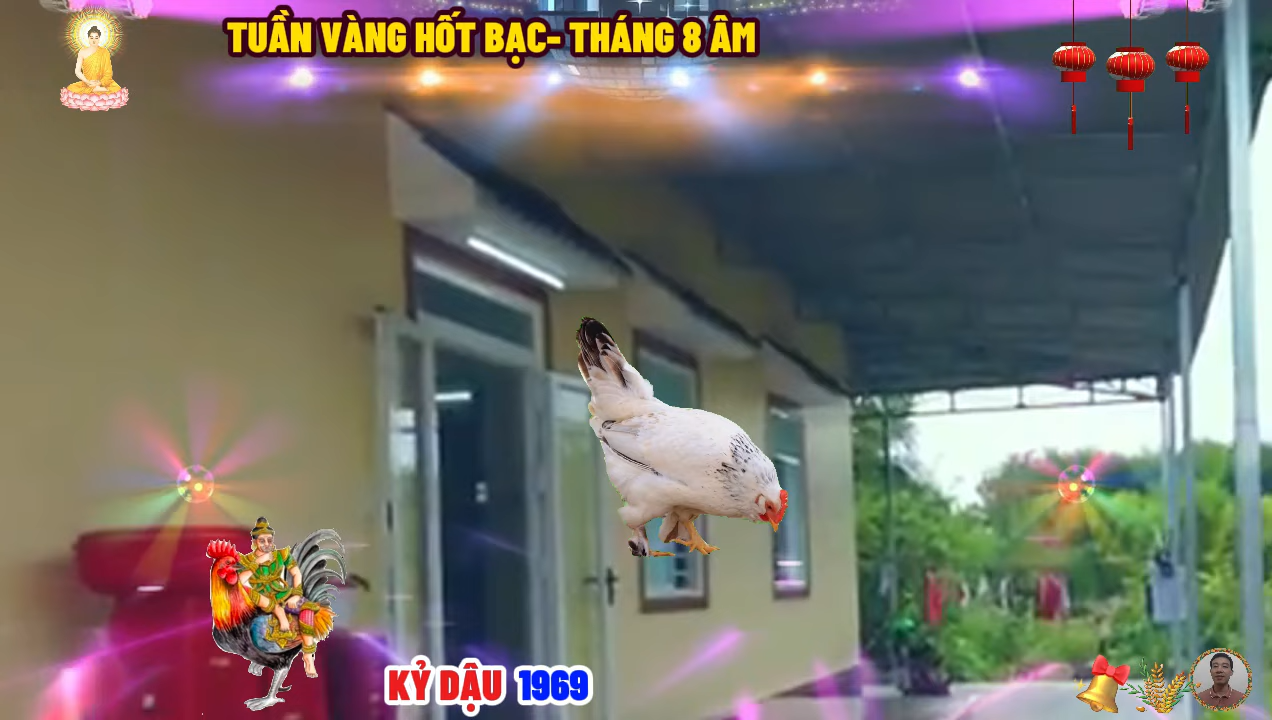 TUẦN VÀNG HỐT BẠC- THÁNG 8 ÂM
KỶ DẬU 1969